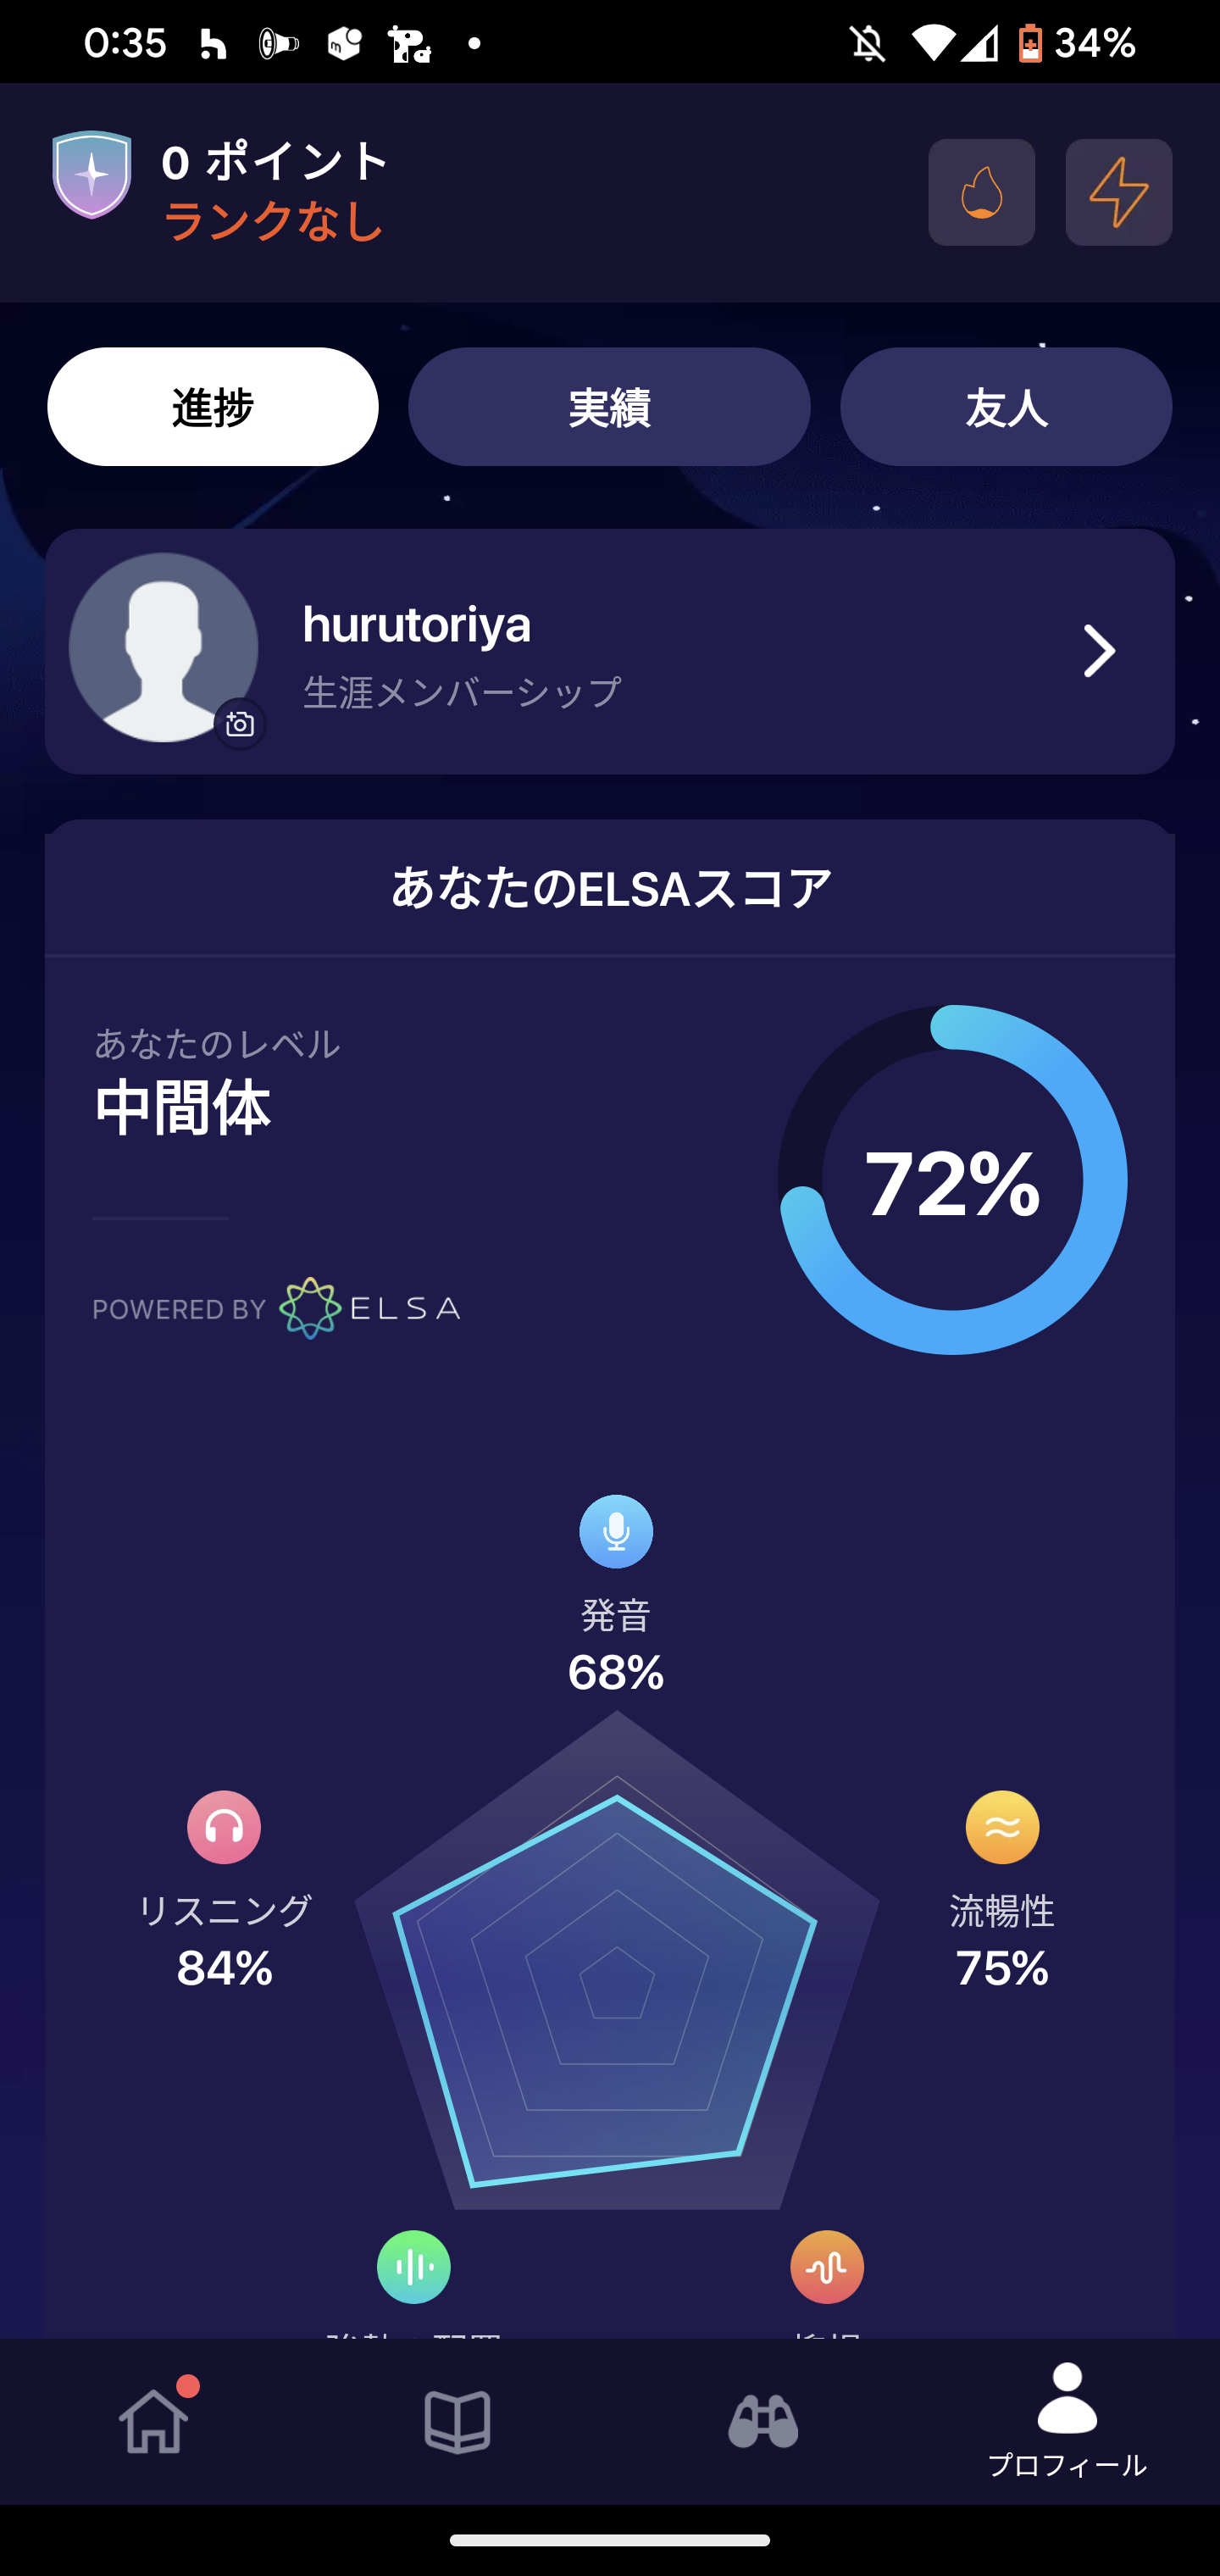 0:35
34%
0 ポイント
ランクなし
進捗
実績
友人
hurutoriya
生涯メンバーシップ
あなたのELSAスコア
あなたのレベル
中間体
72%
POWERED BY ELSA
発音
68%
リスニング
84%
流暢性
75%
プロフィール